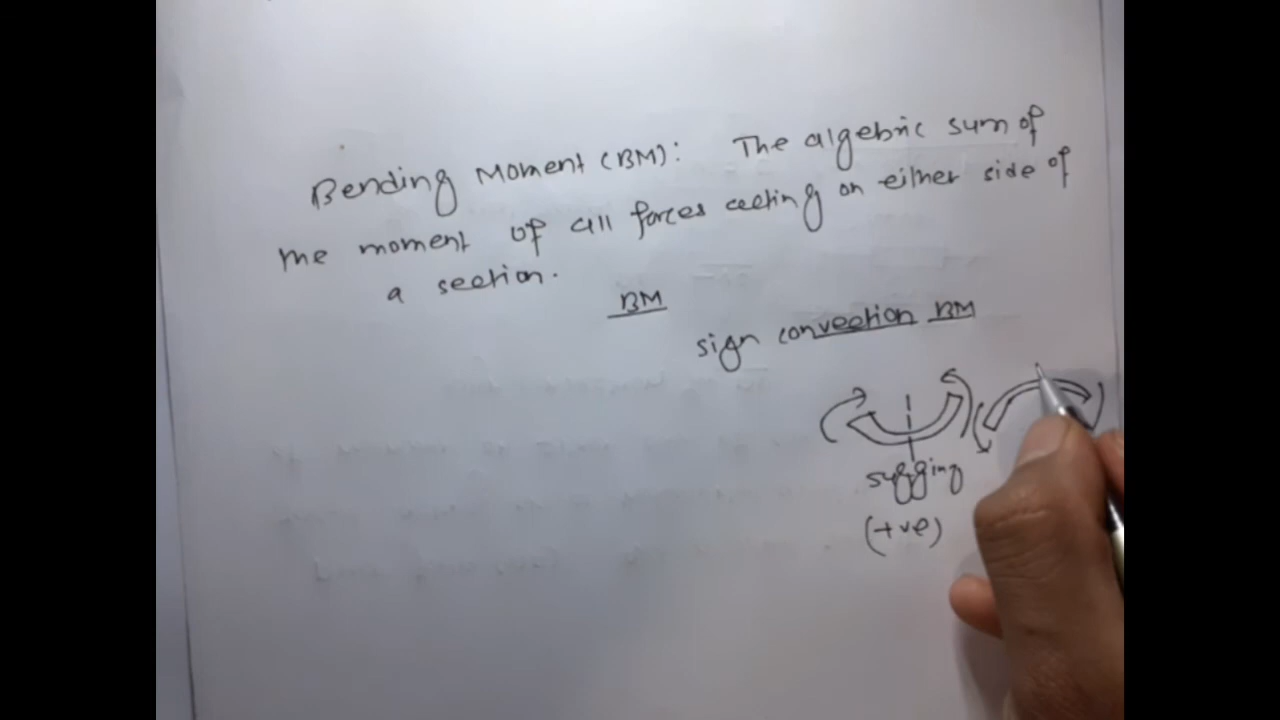 Bending Moment (BM): The algebric sum of
the moment of all forces acting on either side of
a section.
BM
sign convection BM
sugging
(+ve)